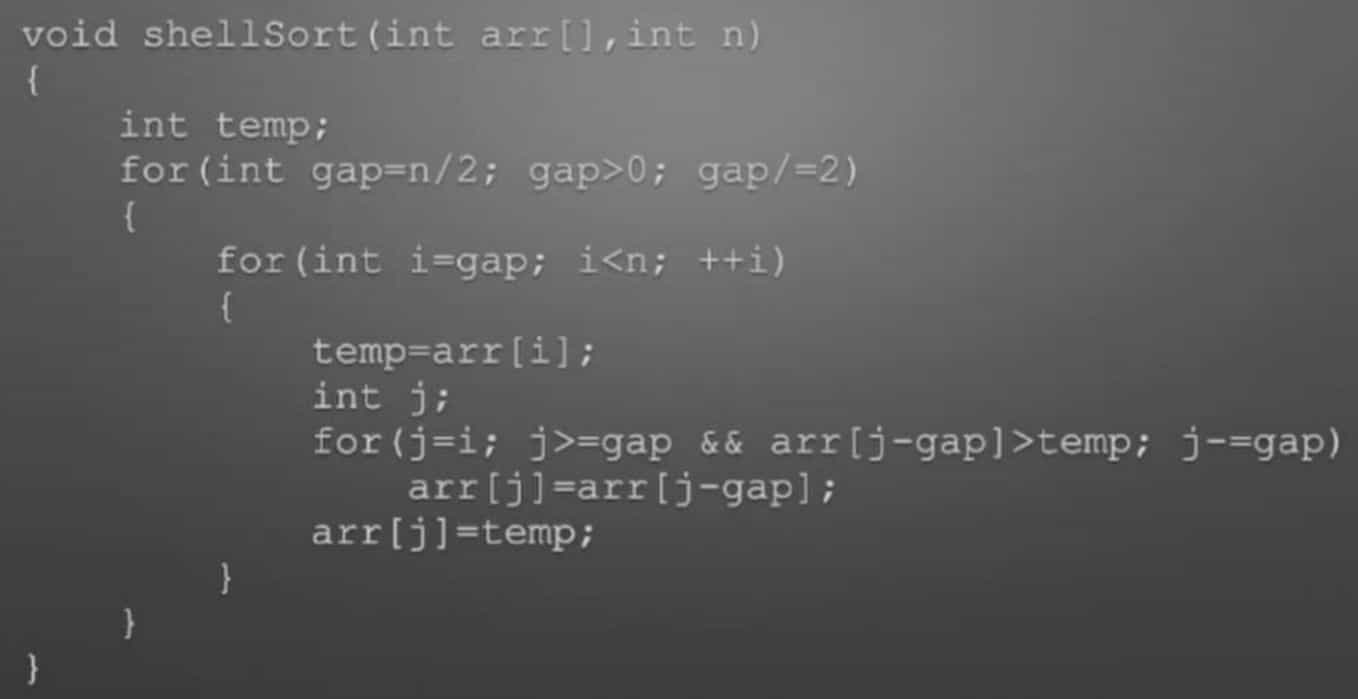 void shellSort(int arr[],int n)
{
    int temp;
    for(int gap=n/2; gap>0; gap/=2)
    {
        for(int i=gap; i<n; ++i)
        {
            temp=arr[i];
            int j;
            for(j=i; j>=gap && arr[j-gap]>temp; j-=gap)
                arr[j]=arr[j-gap];
            arr[j]=temp;
        }
    }
}